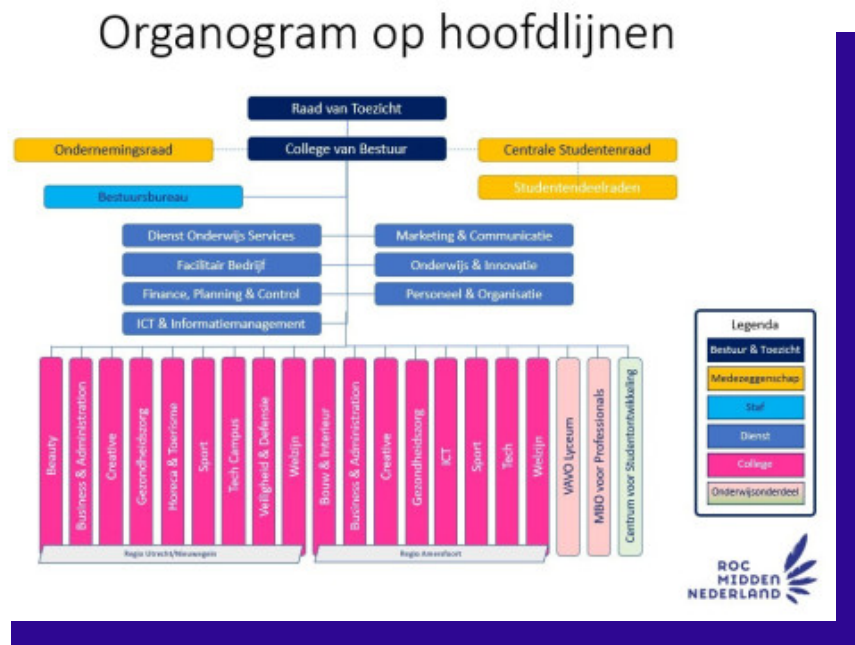 Organogram op hoofdlijnen
Raad van Toezicht
Ondernemingsraad
College van Bestuur
Centrale Studentenraad
Studentendeelraden
Bestuursbureau
Dienst Onderwijs Services
Marketing & Communicatie
Facilitair Bedrijf
Onderwijs & Innovatie
Finance, Planning & Control
Personeel & Organisatie
ICT & Informatiemanagement
Beauty
Business & Administration
Creative
Gezondheidszorg
Horeca & Toerisme
Sport
Tech Campus
Veiligheid & Defensie
Welzijn
Bouw & Interieur
Business & Administration
Creative
Gezondheidszorg
ICT
Sport
Tech
Welzijn
VAVO Lyceum
MBO voor Professionals
Centrum voor Studentontwikkeling
Regio Utrecht/Nieuwegein
Regio Amersfoort
Legenda
Bestuur & Toezicht
Medezeggenschap
Staf
Dienst
College
Onderwijsonderdeel
ROC
MIDDEN
NEDERLAND